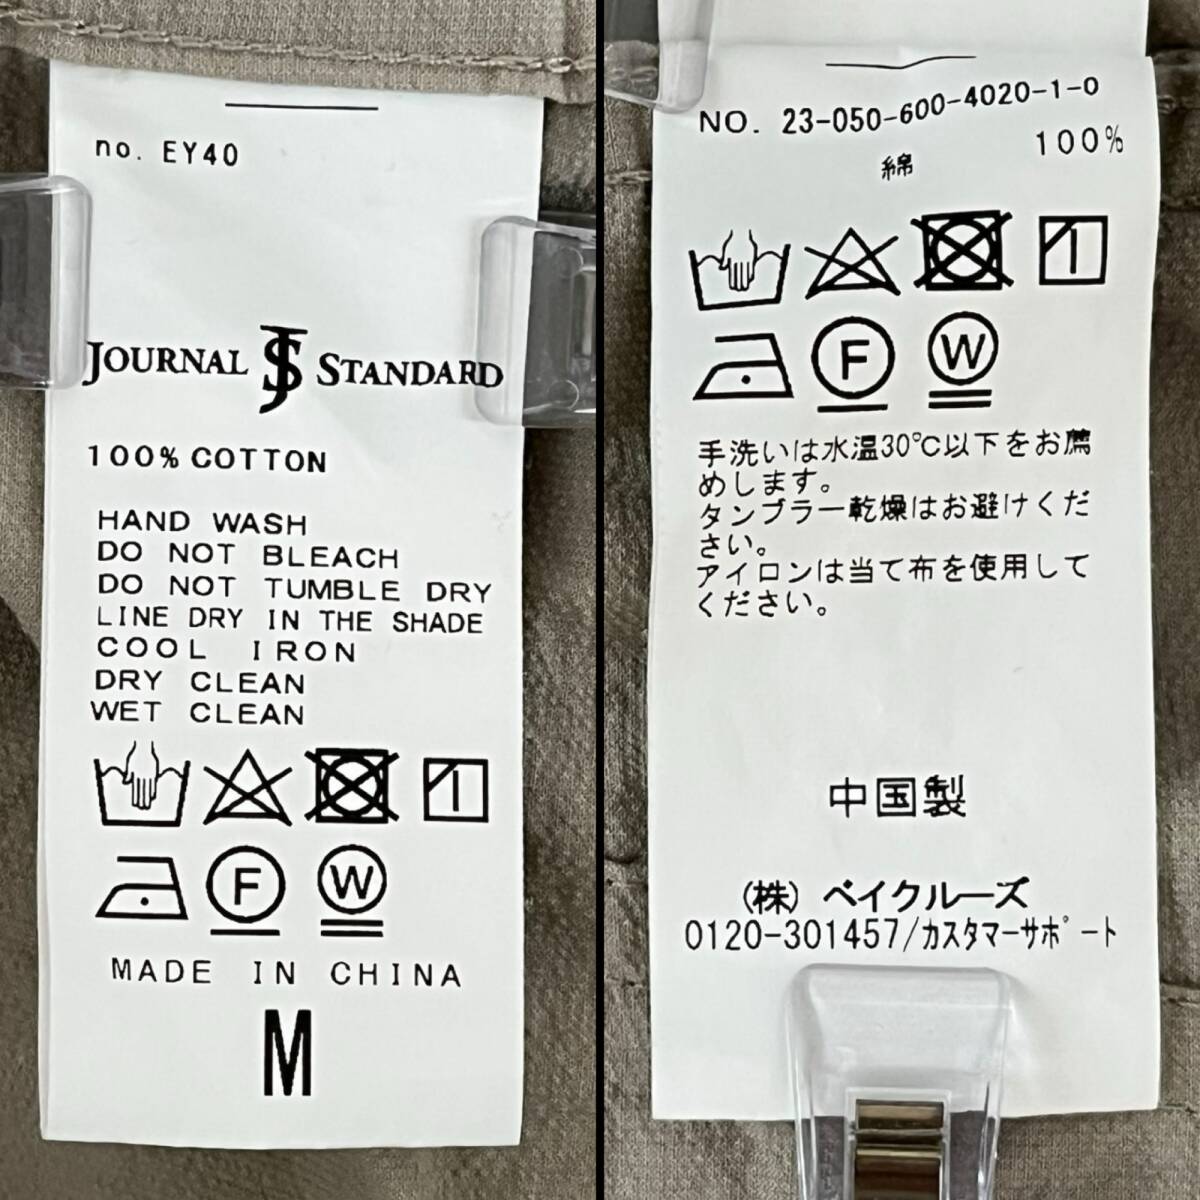 no. EY40
JOURNAL JS STANDARD
100% COTTON
HAND WASH
DO NOT BLEACH
DO NOT TUMBLE DRY
LINE DRY IN THE SHADE
COOL IRON
DRY CLEAN
WET CLEAN
F W
MADE IN CHINA
M
NO. 23-050-600-4020-1-0
綿 100%
F W
手洗いは水温30℃以下をお薦
めします。
タンブラー乾燥はお避けくだ
さい。
アイロンは当て布を使用して
ください。
中国製
(株) ベイクルーズ
0120-301457/ｶｽﾀﾏｰｻﾎﾟｰﾄ